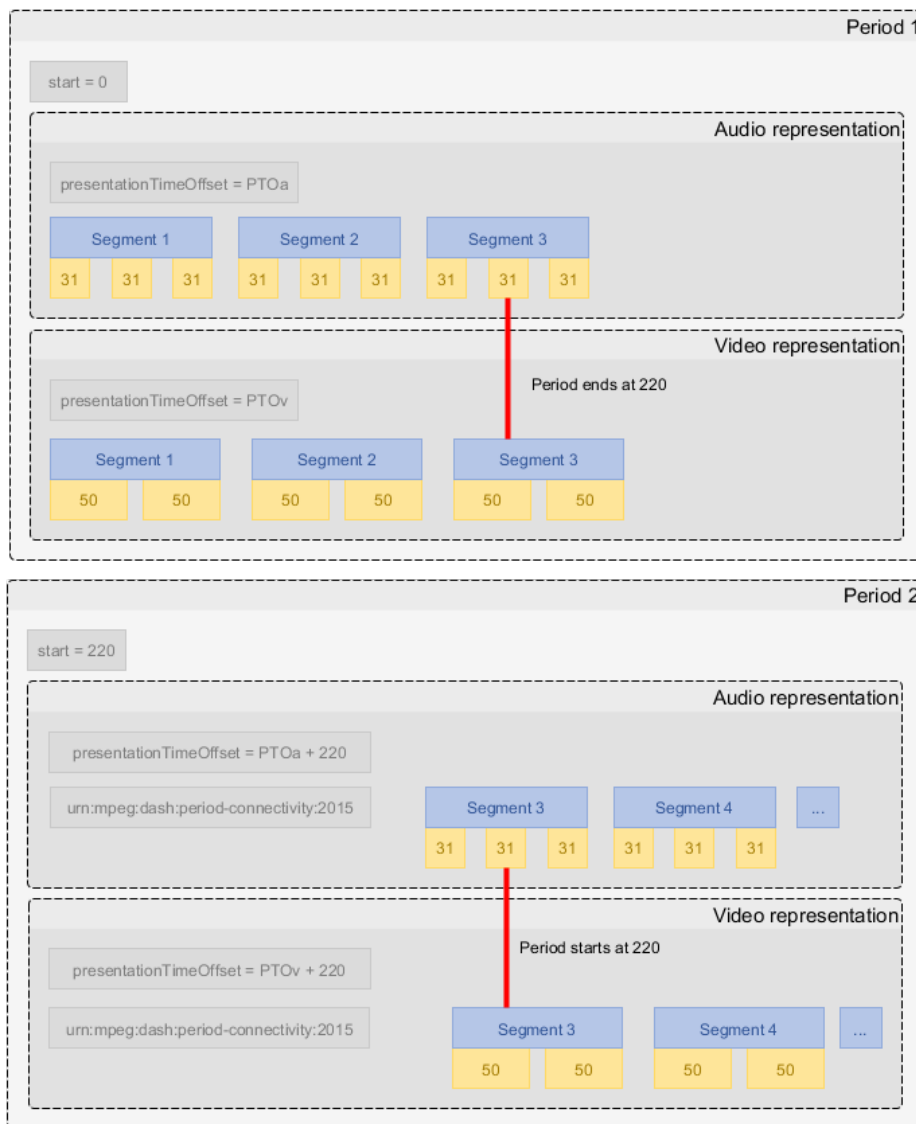 Period 1
start = 0
Audio representation
presentationTimeOffset = PTOa
Segment 1 Segment 2 Segment 3
31 31 31 31 31 31 31 31 31
Video representation
Period ends at 220
presentationTimeOffset = PTOv
Segment 1 Segment 2 Segment 3
50 50 50 50 50 50
Period 2
start = 220
Audio representation
presentationTimeOffset = PTOa + 220
urn:mpeg:dash:period-connectivity:2015 Segment 3 Segment 4 ...
31 31 31 31 31 31
Video representation
Period starts at 220
presentationTimeOffset = PTOv + 220
urn:mpeg:dash:period-connectivity:2015 Segment 3 Segment 4 ...
50 50 50 50